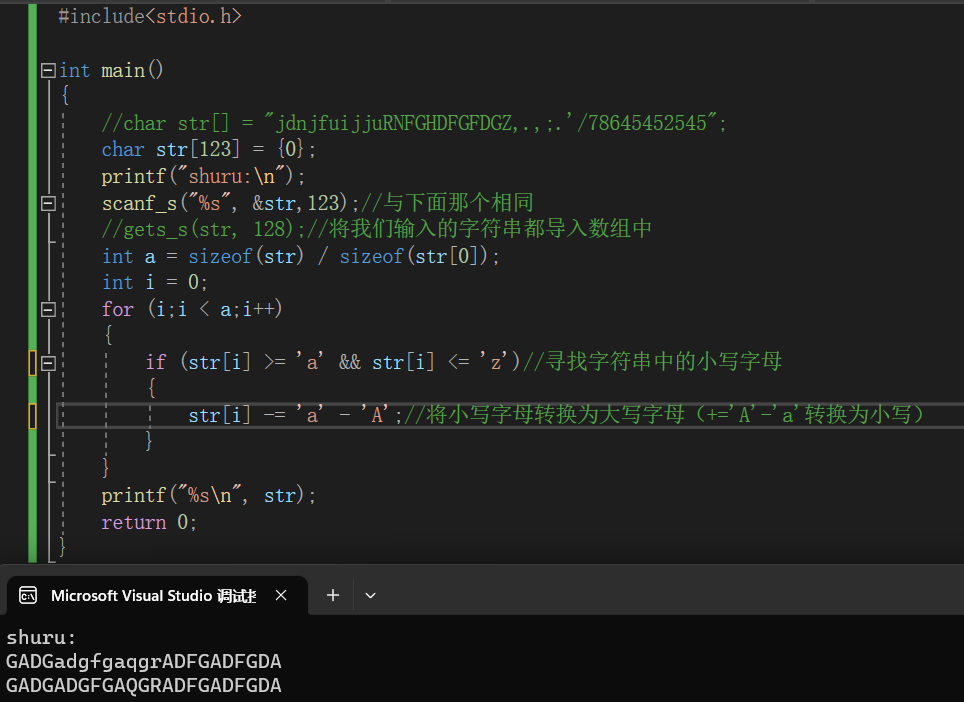 #include<stdio.h>
int main()
{
//char str[] = "jdnjfuijjuRNFGHDFGFDGZ,.,;.'/78645452545";
char str[123] = {0};
printf("shuru:\n");
scanf_s("%s", &str,123);//与下面那个相同
//gets_s(str, 128);//将我们输入的字符串都导入数组中
int a = sizeof(str) / sizeof(str[0]);
int i = 0;
for (i;i < a;i++)
{
if (str[i] >= 'a' && str[i] <= 'z')//寻找字符串中的小写字母
{
str[i] -= 'a' - 'A';//将小写字母转换为大写字母（+='A'-'a'转换为小写）
}
}
printf("%s\n", str);
return 0;
}
Microsoft Visual Studio 调试
shuru:
GADGadgfgaqgrADFGADFGDA
GADGADGFGAQGRADFGADFGDA